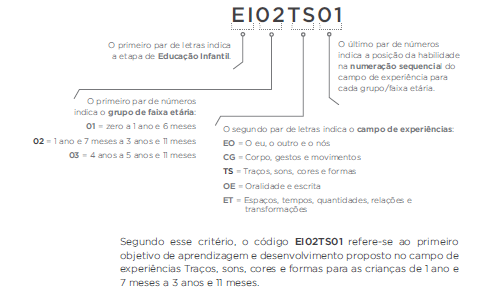 EI02TS01
O primeiro par de letras indica
a etapa de Educação Infantil.
O último par de números
indica a posição da habilidade
na numeração sequencial do
campo de experiência para
cada grupo/faixa etária.
O primeiro par de números
indica o grupo de faixa etária:
01 = zero a 1 ano e 6 meses
02 = 1 ano e 7 meses a 3 anos e 11 meses
03 = 4 anos a 5 anos e 11 meses
O segundo par de letras indica o campo de experiências:
EO = O eu, o outro e o nós
CG = Corpo, gestos e movimentos
TS = Traços, sons, cores e formas
OE = Oralidade e escrita
ET = Espaços, tempos, quantidades, relações e
transformações
Segundo esse critério, o código EI02TS01 refere-se ao primeiro
objetivo de aprendizagem e desenvolvimento proposto no campo de
experiências Traços, sons, cores e formas para as crianças de 1 ano e
7 meses a 3 anos e 11 meses.